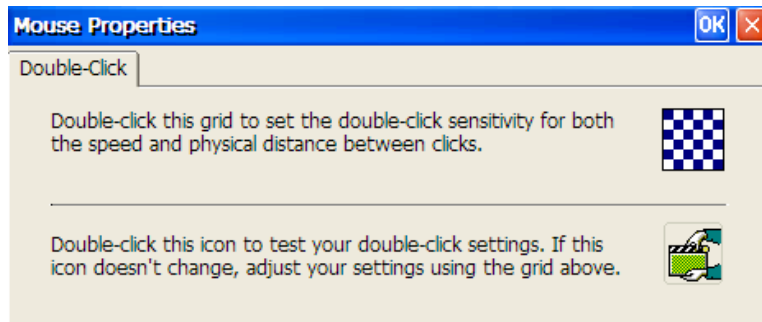 Mouse Properties
OK
Double-Click
Double-click this grid to set the double-click sensitivity for both
the speed and physical distance between clicks.
Double-click this icon to test your double-click settings. If this
icon doesn't change, adjust your settings using the grid above.